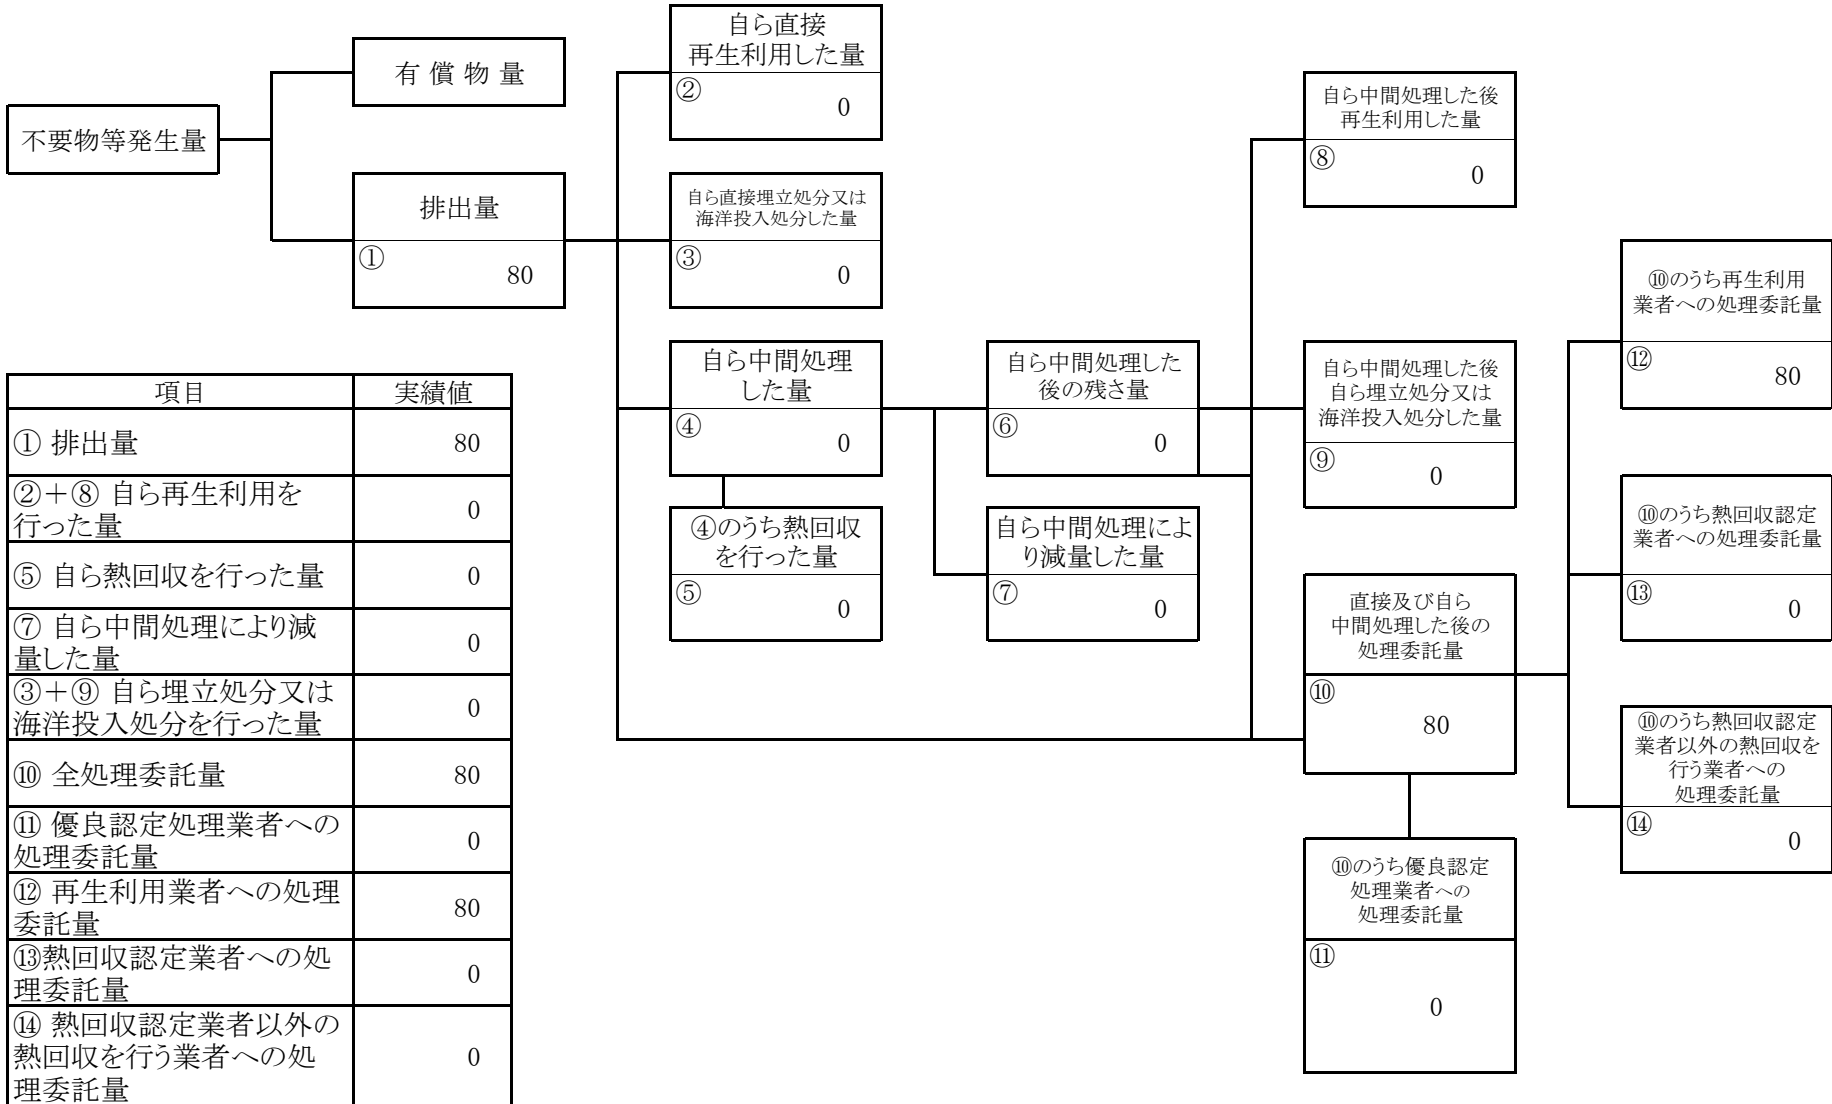 不要物等発生量
有 償 物 量
排出量
①
80
自ら直接
再生利用した量
②
0
自ら直接埋立処分又は
海洋投入処分した量
③
0
自ら中間処理
した量
④
0
④のうち熱回収
を行った量
⑤
0
自ら中間処理した
後の残さ量
⑥
0
自ら中間処理によ
り減量した量
⑦
0
自ら中間処理した後
再生利用した量
⑧
0
自ら中間処理した後
自ら埋立処分又は
海洋投入処分した量
⑨
0
直接及び自ら
中間処理した後の
処理委託量
⑩
80
⑩のうち優良認定
処理業者への
処理委託量
⑪
0
⑩のうち再生利用
業者への処理委託量
⑫
80
⑩のうち熱回収認定
業者への処理委託量
⑬
0
⑩のうち熱回収認定
業者以外の熱回収を
行う業者への
処理委託量
⑭
0
項目 実績値
① 排出量 80
②+⑧ 自ら再生利用を
行った量 0
⑤ 自ら熱回収を行った量 0
⑦ 自ら中間処理により減
量した量 0
③+⑨ 自ら埋立処分又は
海洋投入処分を行った量 0
⑩ 全処理委託量 80
⑪ 優良認定処理業者への
処理委託量 0
⑫ 再生利用業者への処理
委託量 80
⑬熱回収認定業者への処
理委託量 0
⑭ 熱回収認定業者以外の
熱回収を行う業者への処
理委託量 0